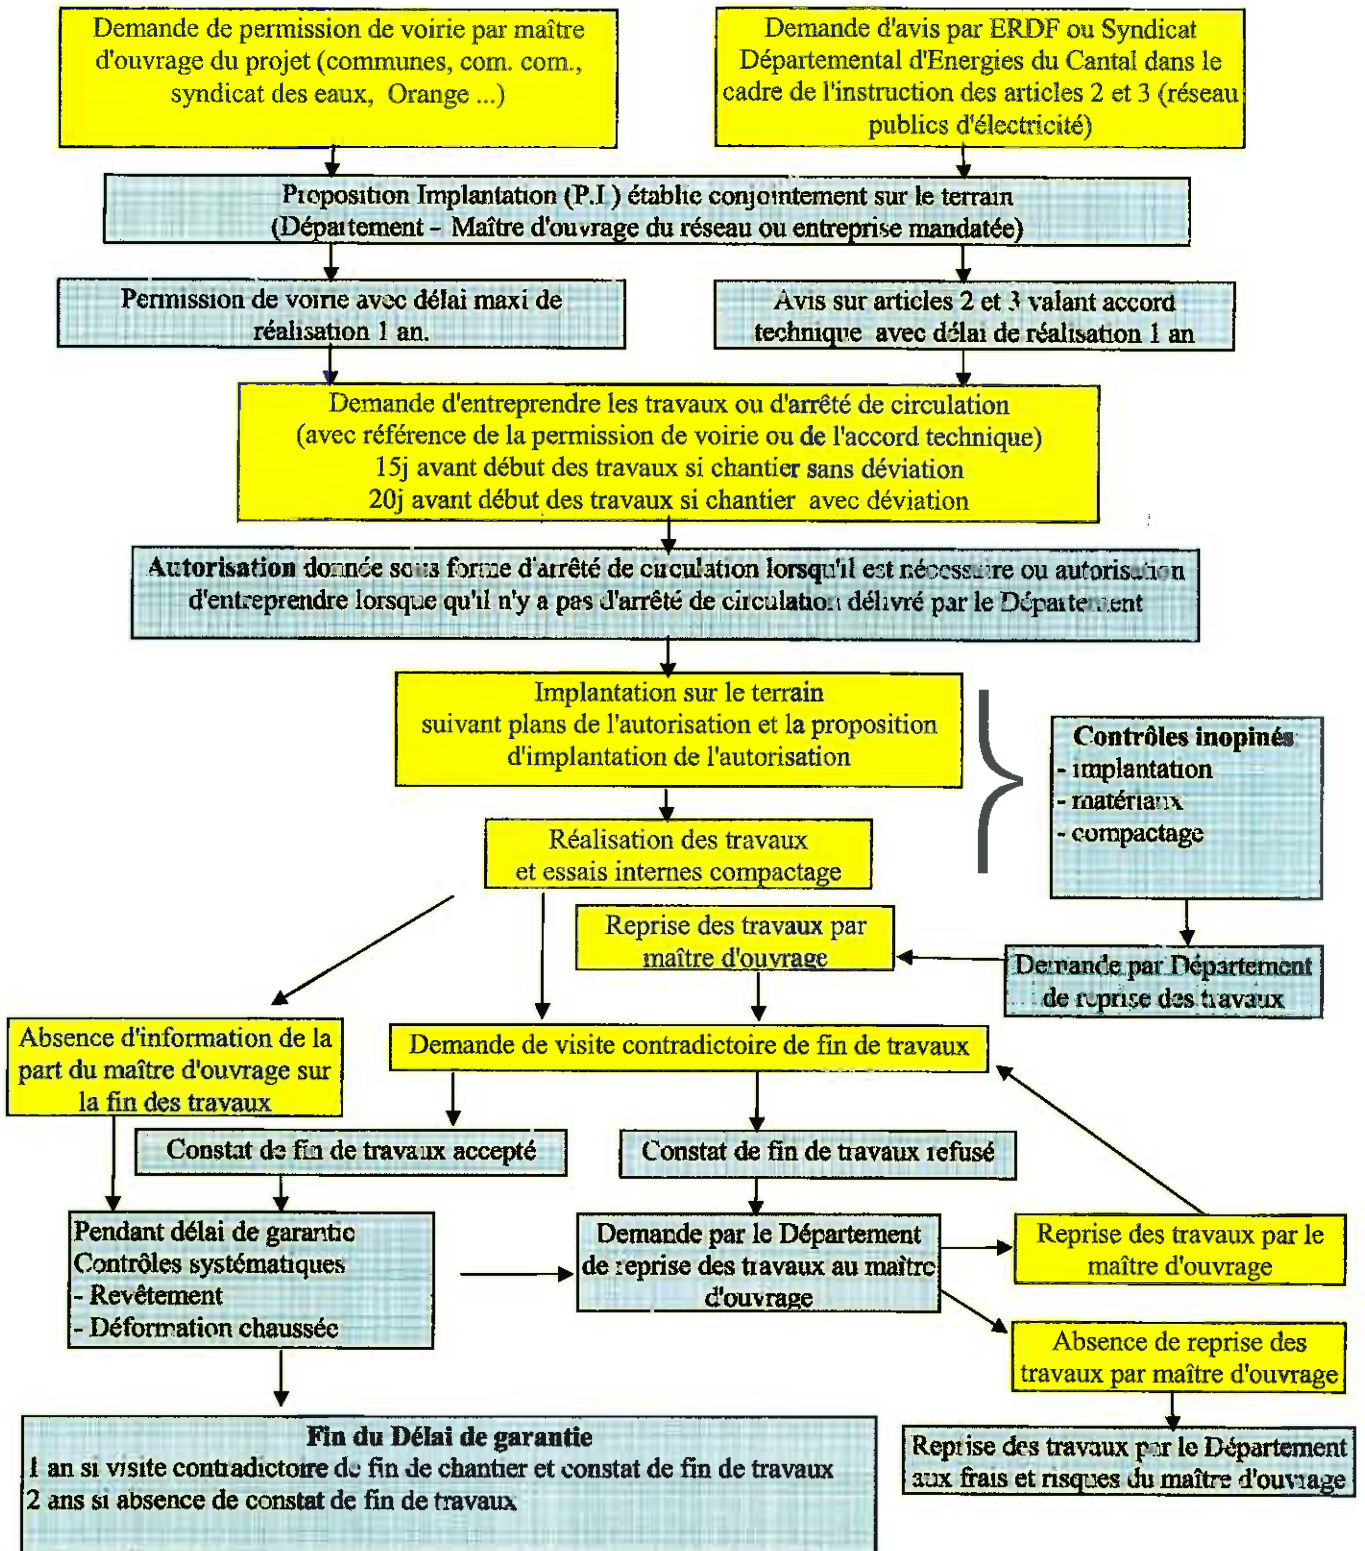 Demande de permission de voirie par maître
d'ouvrage du projet (communes, com. com.,
syndicat des eaux, Orange ...)
Demande d'avis par ERDF ou Syndicat
Départemental d'Energies du Cantal dans le
cadre de l'instruction des articles 2 et 3 (réseau
publics d'électricité)
Proposition Implantation (P.I ) établie conjointement sur le terrain
(Département - Maître d'ouvrage du réseau ou entreprise mandatée)
Permission de voirie avec délai maxi de
réalisation 1 an.
Avis sur articles 2 et 3 valant accord
technique avec délai de réalisation 1 an
Demande d'entreprendre les travaux ou d'arrêté de circulation
(avec référence de la permission de voirie ou de l'accord technique)
15j avant début des travaux si chantier sans déviation
20j avant début des travaux si chantier avec déviation
Autorisation donnée sous forme d'arrêté de circulation lorsqu'il est nécessaire ou autorisation
d'entreprendre lorsque qu'il n'y a pas d'arrêté de circulation délivré par le Département
Implantation sur le terrain
suivant plans de l'autorisation et la proposition
d'implantation de l'autorisation
Contrôles inopinés
- implantation
- matériaux
- compactage
Réalisation des travaux
et essais internes compactage
Reprise des travaux par
maître d'ouvrage
Demande par Département
de reprise des travaux
Absence d'information de la
part du maître d'ouvrage sur
la fin des travaux
Demande de visite contradictoire de fin de travaux
Constat de fin de travaux accepté
Constat de fin de travaux refusé
Pendant délai de garantie
Contrôles systématiques
- Revêtement
- Déformation chaussée
Demande par le Département
de reprise des travaux au maître
d'ouvrage
Reprise des travaux par le
maître d'ouvrage
Absence de reprise des
travaux par maître d'ouvrage
Fin du Délai de garantie
1 an si visite contradictoire de fin de chantier et constat de fin de travaux
2 ans si absence de constat de fin de travaux
Reprise des travaux par le Département
aux frais et risques du maître d'ouvrage